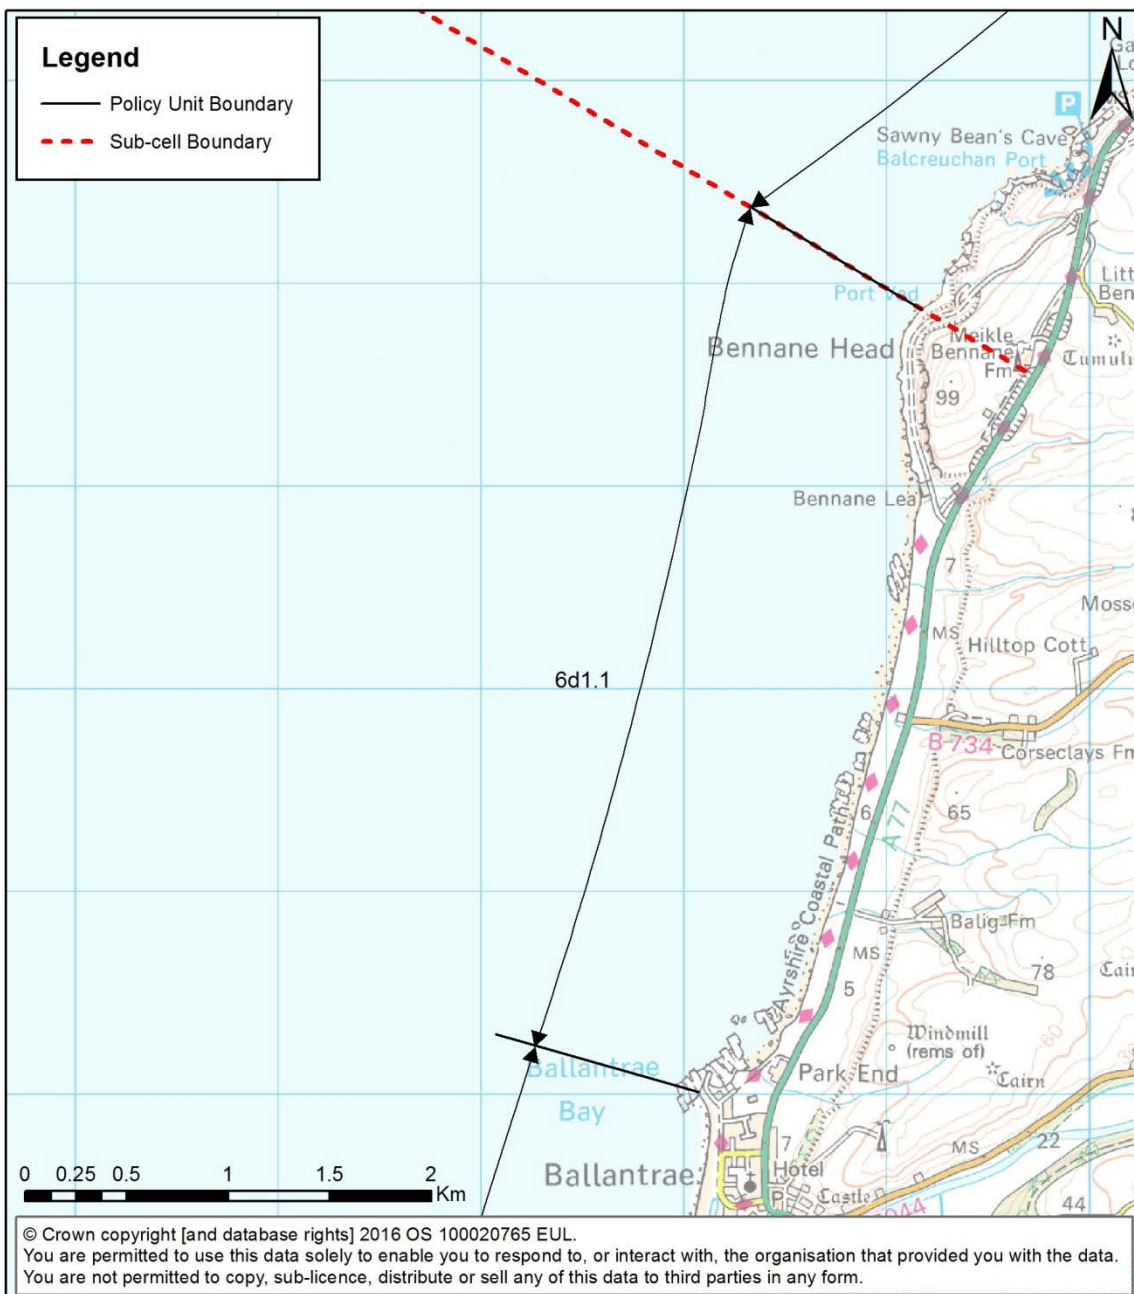 Legend
Policy Unit Boundary
Sub-cell Boundary
N
Sawny Bean's Cave
Balcreuchan Port
P
Port Vad
Bennane Head
Meikle
Bennane
Fm
Tumulu
99
Bennane Lea
7
MS
Hilltop Cott
6d1.1
B 734
Corseclays Fm
65
6
A 77
Ayrshire Coastal Path
Balig Fm
MS
78
5
Windmill
(rems of)
Cairn
Park End
Ballantrae
Bay
MS
22
7
Ballantrae
Hotel
P
Castle
44
0 0.25 0.5 1 1.5 2
Km
© Crown copyright [and database rights] 2016 OS 100020765 EUL.
You are permitted to use this data solely to enable you to respond to, or interact with, the organisation that provided you with the data.
You are not permitted to copy, sub-licence, distribute or sell any of this data to third parties in any form.